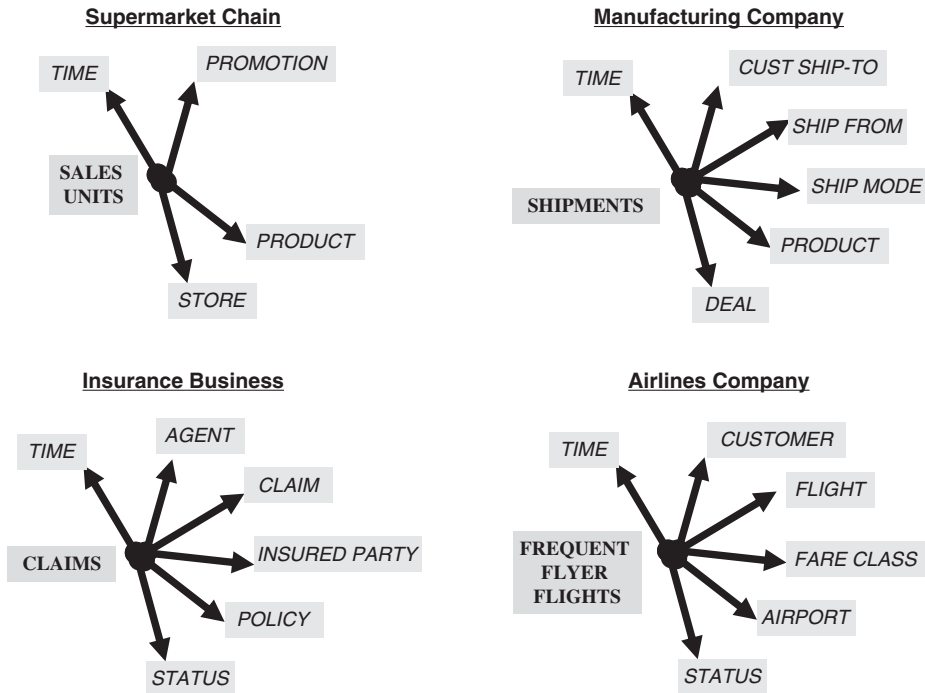 Supermarket Chain
TIME
PROMOTION
SALES
UNITS
PRODUCT
STORE
Manufacturing Company
TIME
CUST SHIP-TO
SHIP FROM
SHIP MODE
SHIPMENTS
PRODUCT
DEAL
Insurance Business
TIME
AGENT
CLAIM
INSURED PARTY
CLAIMS
POLICY
STATUS
Airlines Company
TIME
CUSTOMER
FLIGHT
FREQUENT
FLYER
FLIGHTS
FARE CLASS
AIRPORT
STATUS